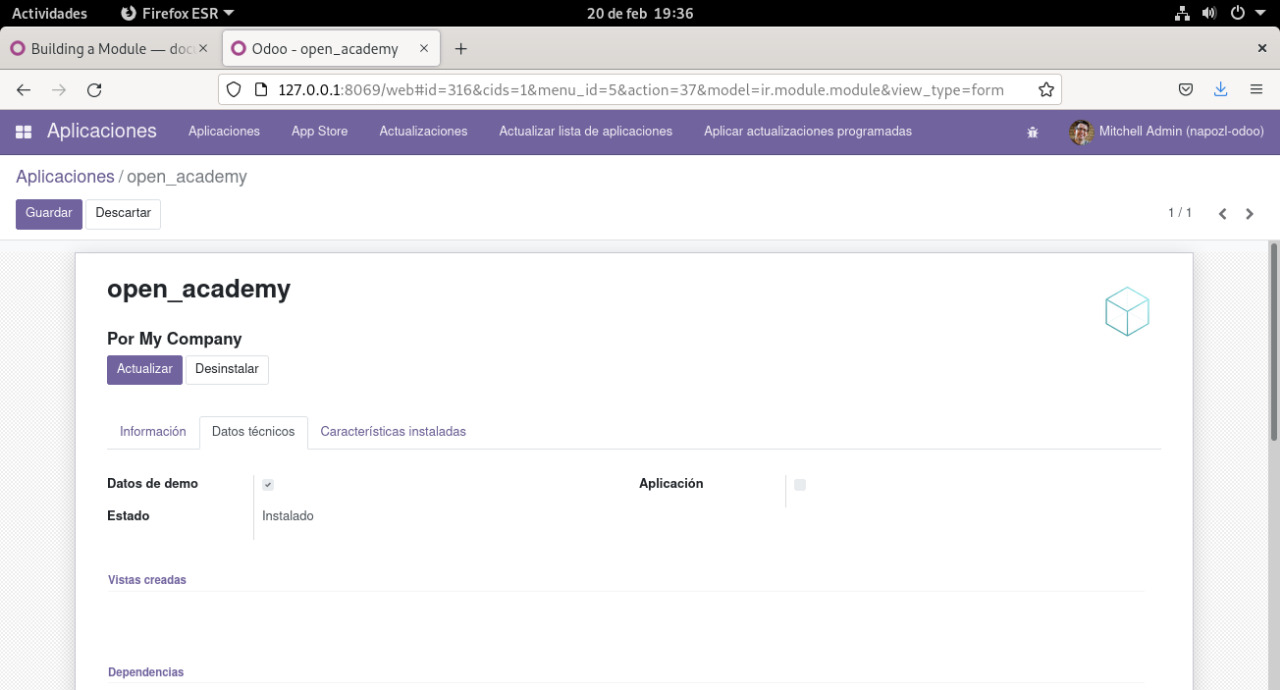 Actividades Firefox ESR 20 de feb 19:36
Building a Module — doc × Odoo - open_academy × + ×
127.0.0.1:8069/web#id=316&cids=1&menu_id=5&action=37&model=ir.module.module&view_type=form
Aplicaciones Aplicaciones App Store Actualizaciones Actualizar lista de aplicaciones Aplicar actualizaciones programadas Mitchell Admin (napozl-odoo)
Aplicaciones / open_academy
Guardar Descartar 1 / 1
open_academy
Por My Company
Actualizar Desinstalar
Información Datos técnicos Características instaladas
Datos de demo Aplicación
Estado Instalado
Vistas creadas
Dependencias